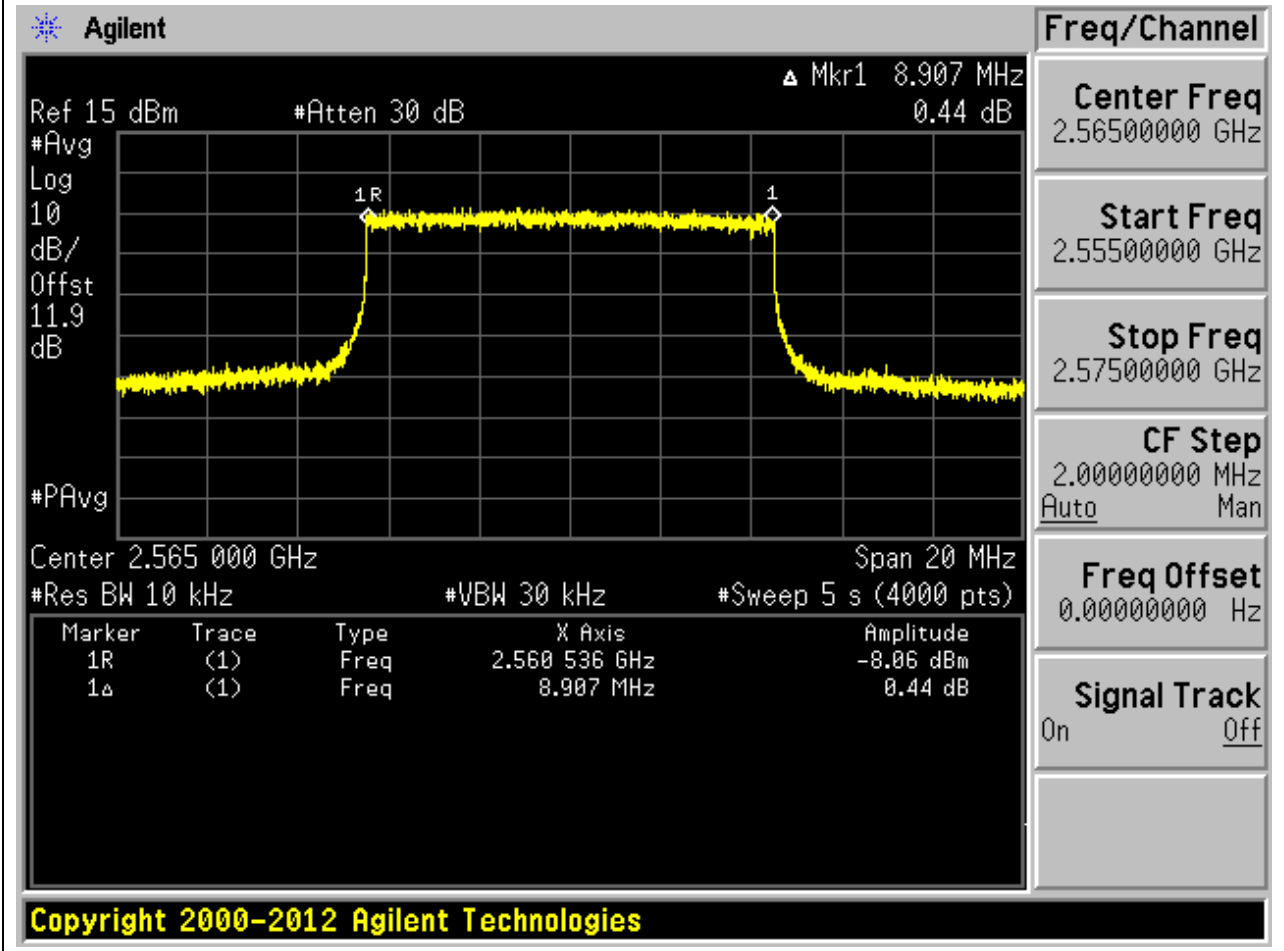 Agilent
Freq/Channel
Δ Mkr1 8.907 MHz
Ref 15 dBm #Atten 30 dB 0.44 dB
#Avg
Log
10
dB/
Offst
11.9
dB
#PAvg
1R
1
Center 2.565 000 GHz Span 20 MHz
#Res BW 10 kHz #VBW 30 kHz #Sweep 5 s (4000 pts)
Marker Trace Type X Axis Amplitude
1R (1) Freq 2.560 536 GHz -8.06 dBm
1Δ (1) Freq 8.907 MHz 0.44 dB
Center Freq
2.56500000 GHz
Start Freq
2.55500000 GHz
Stop Freq
2.57500000 GHz
CF Step
2.00000000 MHz
Auto Man
Freq Offset
0.00000000 Hz
Signal Track
On Off
Copyright 2000-2012 Agilent Technologies